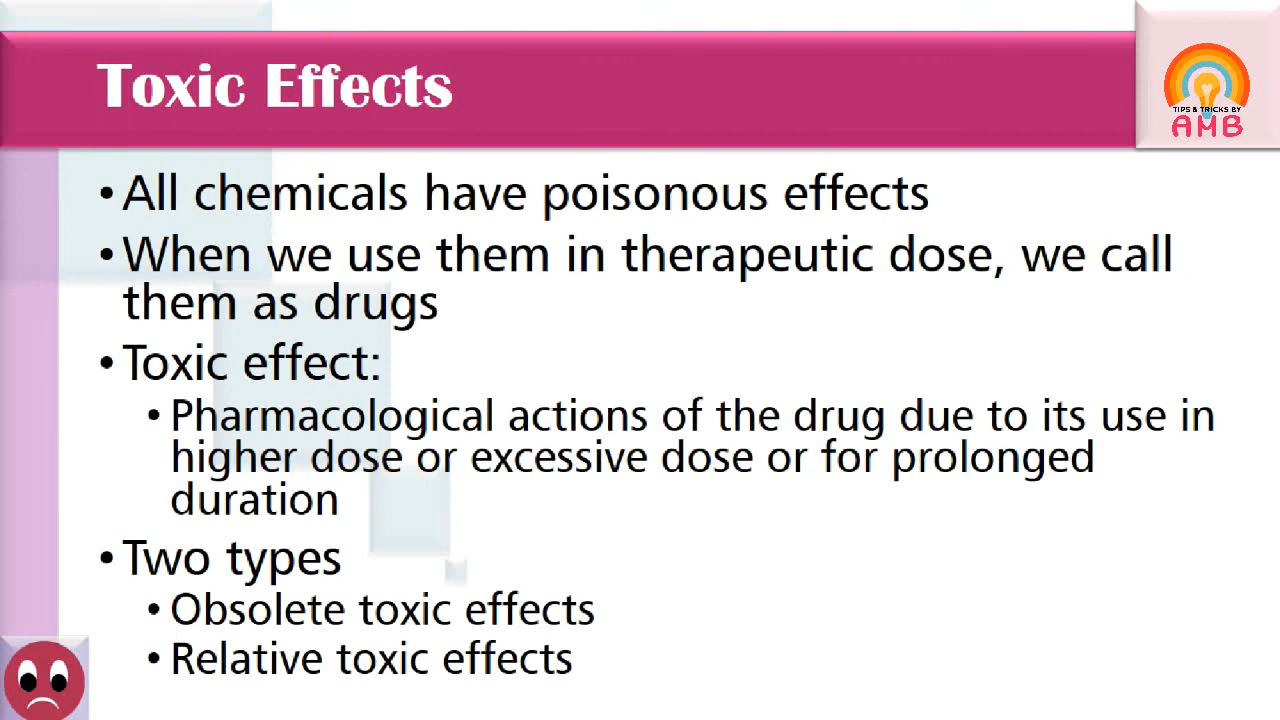 Toxic Effects
TIPS & TRICKS BY
AMB
• All chemicals have poisonous effects
• When we use them in therapeutic dose, we call
them as drugs
• Toxic effect:
• Pharmacological actions of the drug due to its use in
higher dose or excessive dose or for prolonged
duration
• Two types
• Obsolete toxic effects
• Relative toxic effects